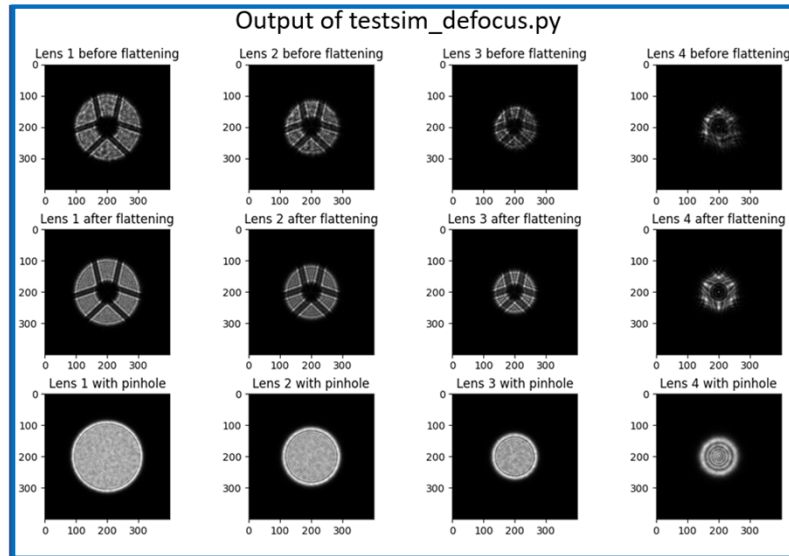 Output of testsim_defocus.py
Lens 1 before flattening Lens 2 before flattening Lens 3 before flattening Lens 4 before flattening
0 0 0 0
100 100 100 100
200 200 200 200
300 300 300 300
0 100 200 300 0 100 200 300 0 100 200 300 0 100 200 300
Lens 1 after flattening Lens 2 after flattening Lens 3 after flattening Lens 4 after flattening
0 0 0 0
100 100 100 100
200 200 200 200
300 300 300 300
0 100 200 300 0 100 200 300 0 100 200 300 0 100 200 300
Lens 1 with pinhole Lens 2 with pinhole Lens 3 with pinhole Lens 4 with pinhole
0 0 0 0
100 100 100 100
200 200 200 200
300 300 300 300
0 100 200 300 0 100 200 300 0 100 200 300 0 100 200 300